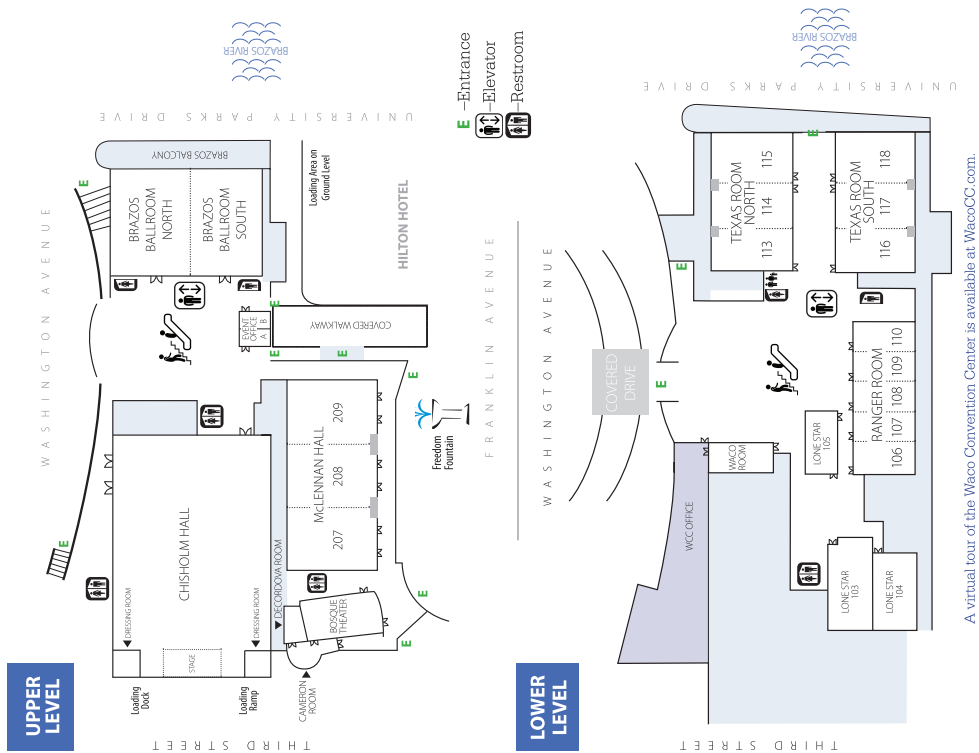 UPPER
LEVEL
WASHINGTON AVENUE
THIRD STREET
UNIVERSITY PARKS DRIVE
BRAZOS RIVER
E
E
Loading
Dock
DRESSING ROOM
STAGE
CHISHOLM HALL
DRESSING ROOM
Loading
Ramp
CAMERON
ROOM
DECORDOVA ROOM
BOSQUE
THEATER
McLENNAN HALL
207
208
209
BRAZOS
BALLROOM
NORTH
BRAZOS
BALLROOM
SOUTH
BRAZOS BALCONY
EVENT
OFFICE
A
B
E
E
E
COVERED WALKWAY
Loading Area on
Ground Level
HILTON HOTEL
E
E
E
Freedom
Fountain
FRANKLIN AVENUE
E –Entrance
–Elevator
–Restroom
LOWER
LEVEL
WASHINGTON AVENUE
THIRD STREET
UNIVERSITY PARKS DRIVE
BRAZOS RIVER
COVERED
DRIVE
E
E
E
WCC OFFICE
WACO
ROOM
LONE STAR
103
LONE STAR
104
LONE STAR
105
RANGER ROOM
106
107
108
109
110
TEXAS ROOM
NORTH
113
114
115
TEXAS ROOM
SOUTH
116
117
118
A virtual tour of the Waco Convention Center is available at WacoCC.com.